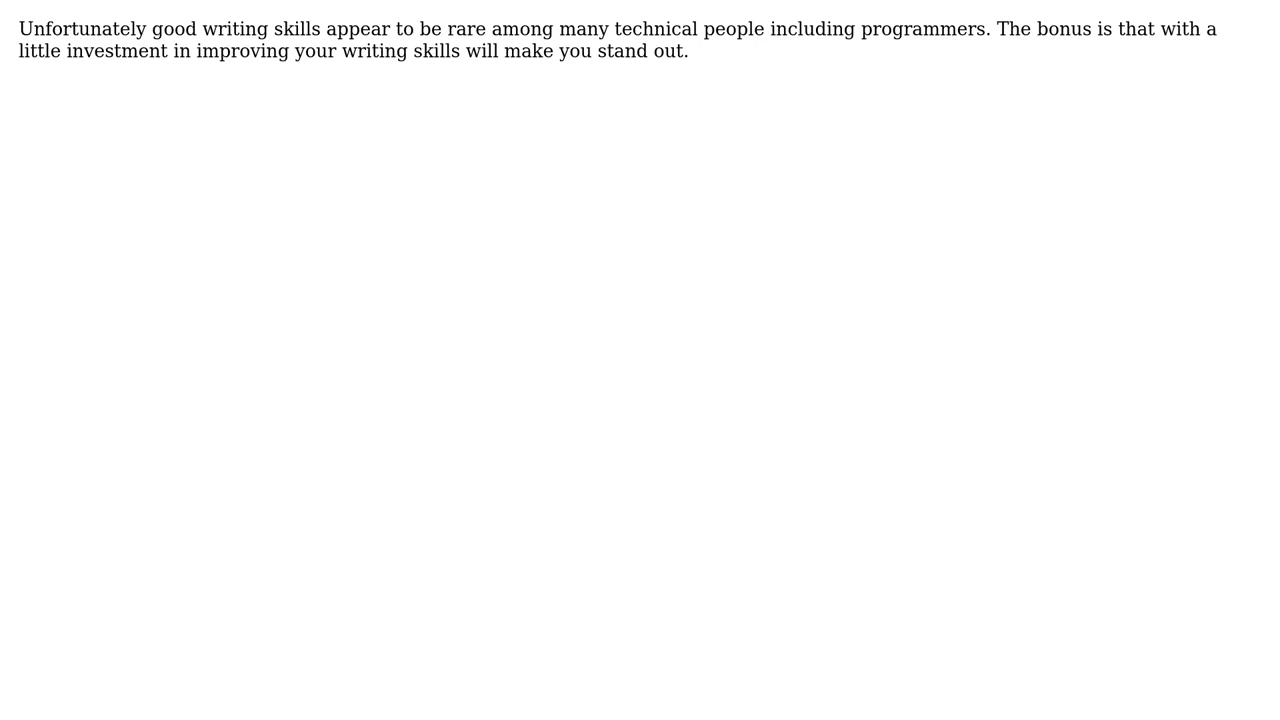 Unfortunately good writing skills appear to be rare among many technical people including programmers. The bonus is that with a
little investment in improving your writing skills will make you stand out.